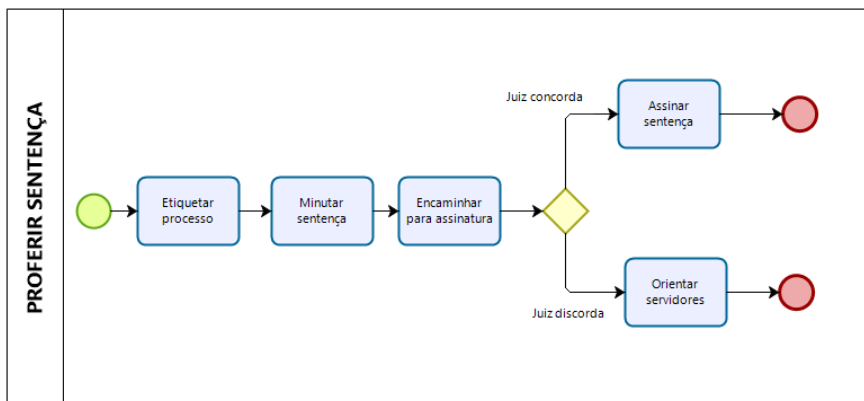 PROFERIR SENTENÇA
Etiquetar
processo
Minutar
sentença
Encaminhar
para assinatura
Juiz concorda
Assinar
sentença
Juiz discorda
Orientar
servidores